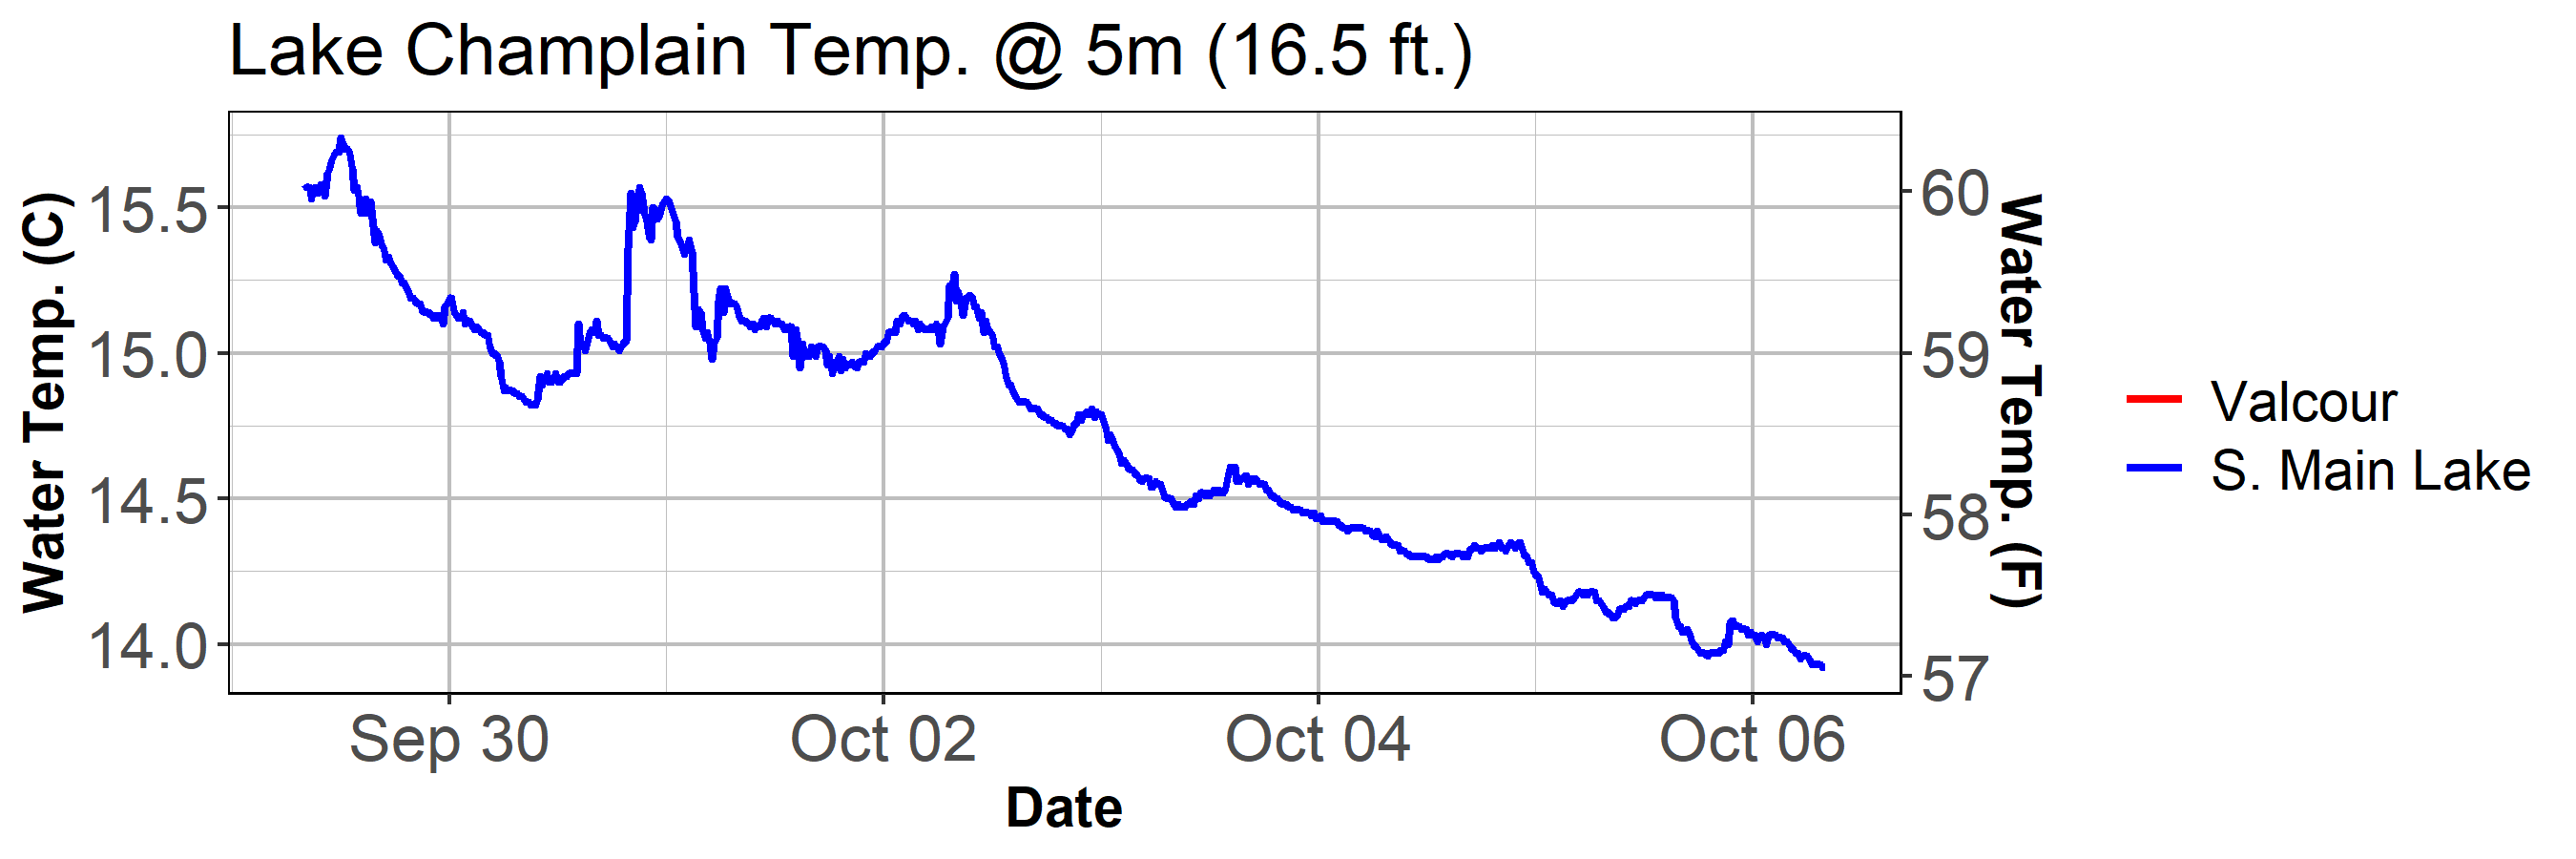 Lake Champlain Temp. @ 5m (16.5 ft.)
Water Temp. (C)
15.5
15.0
14.5
14.0
60
59
58
57
Water Temp. (F)
Sep 30
Oct 02
Oct 04
Oct 06
Date
Valcour
S. Main Lake